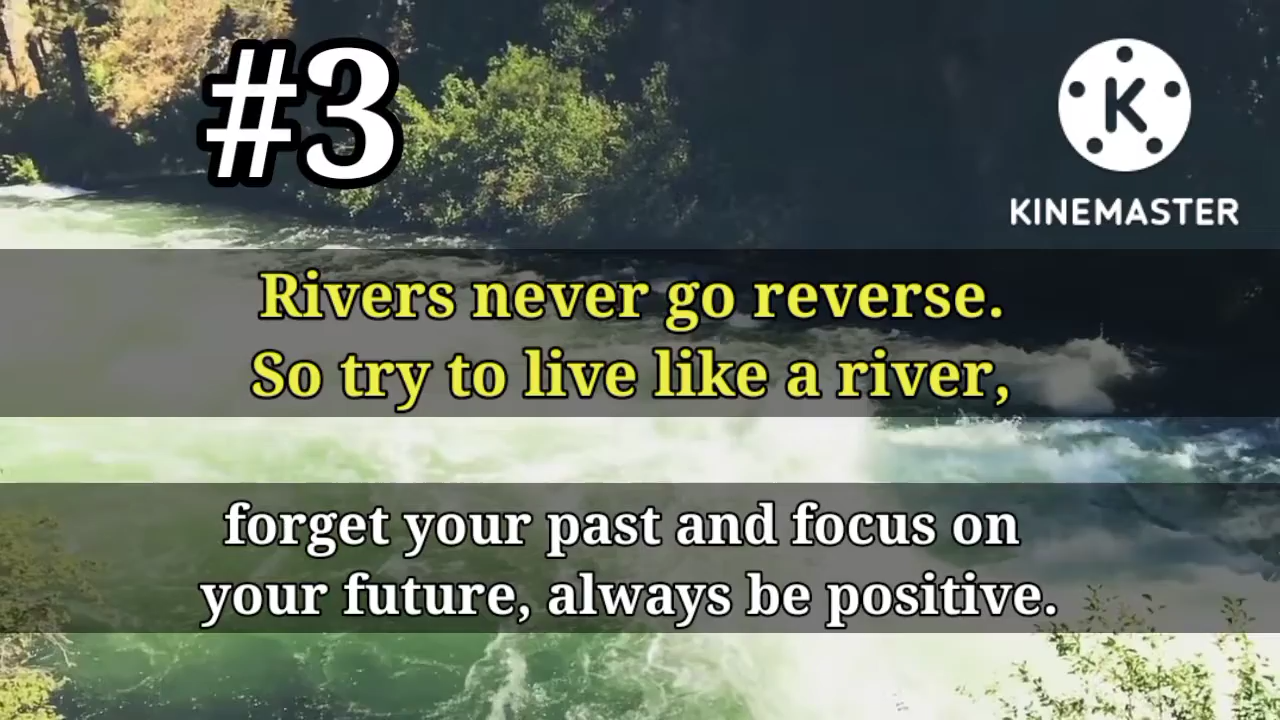 #3
K
KINEMASTER
Rivers never go reverse.
So try to live like a river,
forget your past and focus on
your future, always be positive.